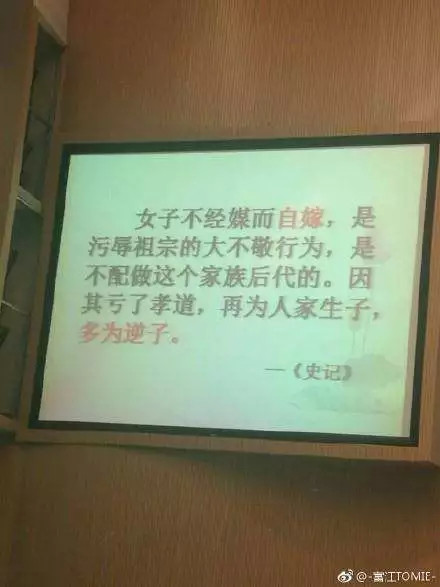 女子不经媒而自嫁，是
污辱祖宗的大不敬行为，是
不配做这个家族后代的。因
其亏了孝道，再为人家生子，
多为逆子。
—《史记》
-富江TOMIE-